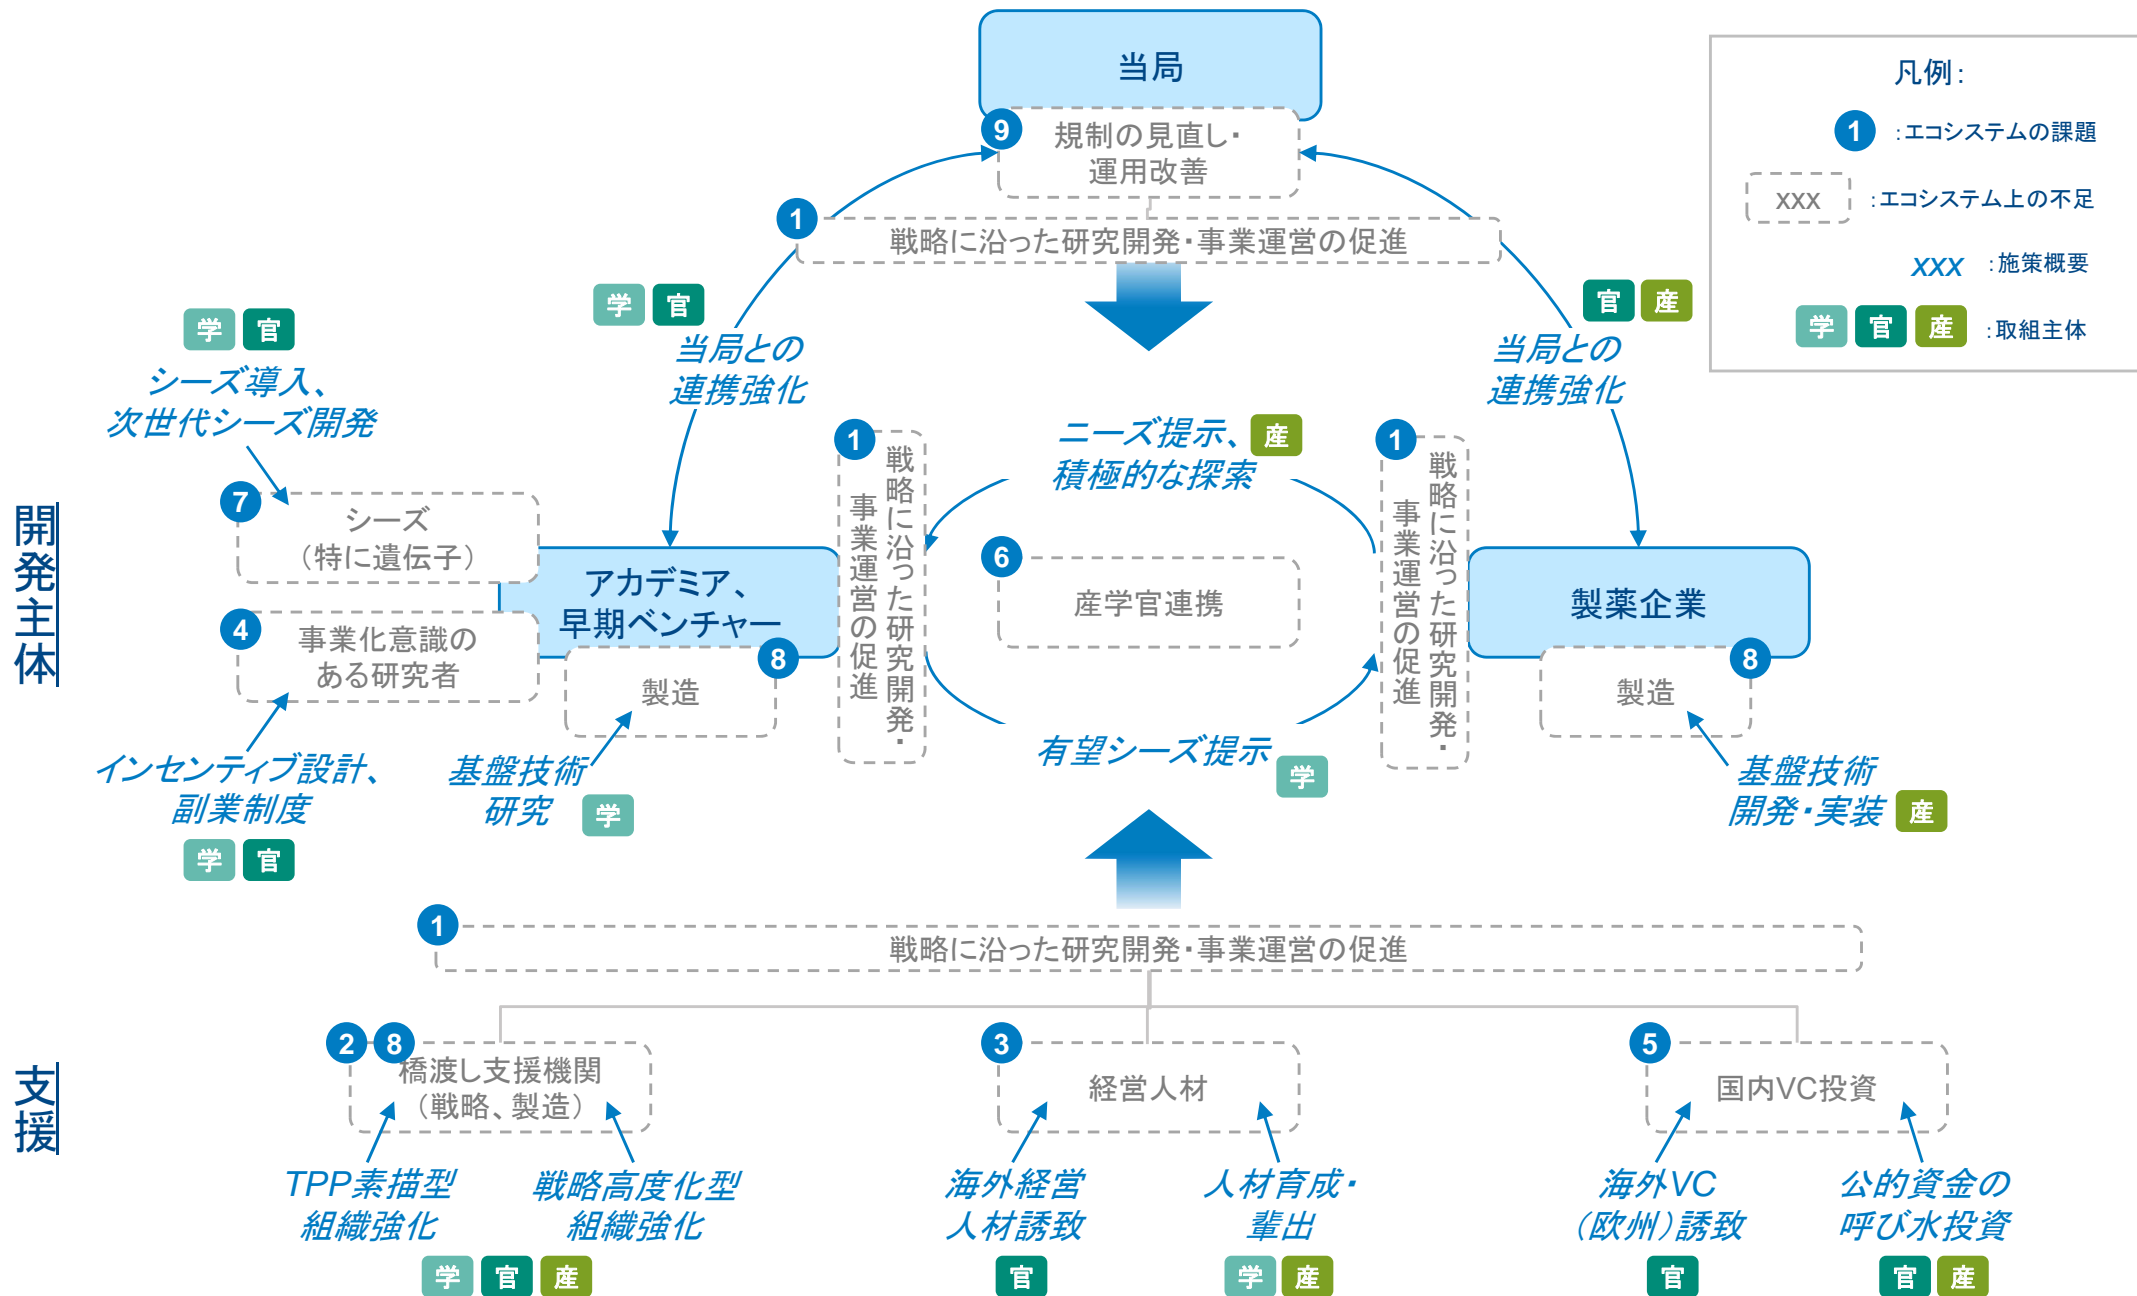 当局
9
規制の見直し・
運用改善
1
戦略に沿った研究開発・事業運営の促進
凡例：
1
：エコシステムの課題
xxx
：エコシステム上の不足
xxx
：施策概要
学 官 産
：取組主体
学 官
当局との
連携強化
官 産
当局との
連携強化
学 官
シーズ導入、
次世代シーズ開発
開発主体
7
シーズ
（特に遺伝子）
4
事業化意識の
ある研究者
インセンティブ設計、
副業制度
学 官
アカデミア、
早期ベンチャー
8
製造
基盤技術
研究
学
1
戦略に沿った研究開発・
事業運営の促進
ニーズ提示、
産
積極的な探索
6
産学官連携
有望シーズ提示
学
1
戦略に沿った研究開発・
事業運営の促進
製薬企業
8
製造
基盤技術
開発・実装
産
1
戦略に沿った研究開発・事業運営の促進
支援
2 8
橋渡し支援機関
（戦略、製造）
TPP素描型
組織強化
戦略高度化型
組織強化
学 官 産
3
経営人材
海外経営
人材誘致
官
人材育成・
輩出
学 産
5
国内VC投資
海外VC
（欧州）誘致
官
公的資金の
呼び水投資
官 産